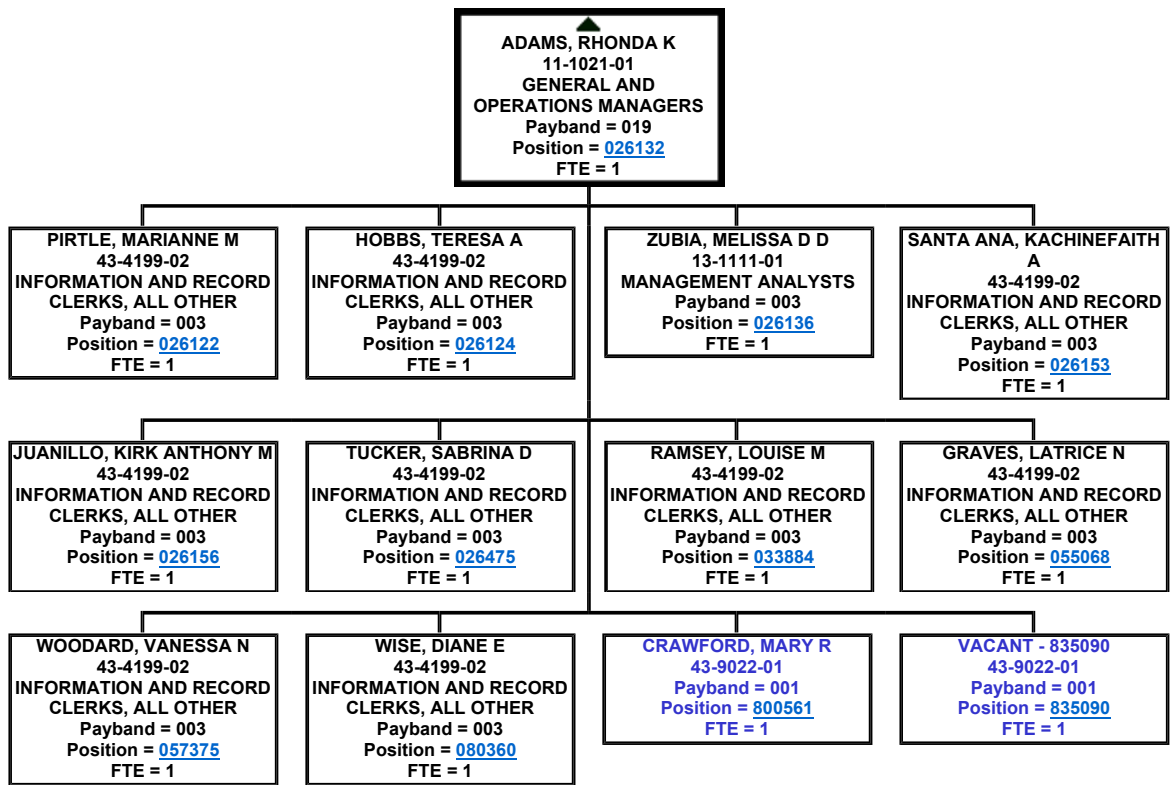 ADAMS, RHONDA K
11-1021-01
GENERAL AND
OPERATIONS MANAGERS
Payband = 019
Position = 026132
FTE = 1
PIRTLE, MARIANNE M
43-4199-02
INFORMATION AND RECORD
CLERKS, ALL OTHER
Payband = 003
Position = 026122
FTE = 1
HOBBS, TERESA A
43-4199-02
INFORMATION AND RECORD
CLERKS, ALL OTHER
Payband = 003
Position = 026124
FTE = 1
ZUBIA, MELISSA D D
13-1111-01
MANAGEMENT ANALYSTS
Payband = 003
Position = 026136
FTE = 1
SANTA ANA, KACHINEFAITH
A
43-4199-02
INFORMATION AND RECORD
CLERKS, ALL OTHER
Payband = 003
Position = 026153
FTE = 1
JUANILLO, KIRK ANTHONY M
43-4199-02
INFORMATION AND RECORD
CLERKS, ALL OTHER
Payband = 003
Position = 026156
FTE = 1
TUCKER, SABRINA D
43-4199-02
INFORMATION AND RECORD
CLERKS, ALL OTHER
Payband = 003
Position = 026475
FTE = 1
RAMSEY, LOUISE M
43-4199-02
INFORMATION AND RECORD
CLERKS, ALL OTHER
Payband = 003
Position = 033884
FTE = 1
GRAVES, LATRICE N
43-4199-02
INFORMATION AND RECORD
CLERKS, ALL OTHER
Payband = 003
Position = 055068
FTE = 1
WOODARD, VANESSA N
43-4199-02
INFORMATION AND RECORD
CLERKS, ALL OTHER
Payband = 003
Position = 057375
FTE = 1
WISE, DIANE E
43-4199-02
INFORMATION AND RECORD
CLERKS, ALL OTHER
Payband = 003
Position = 080360
FTE = 1
CRAWFORD, MARY R
43-9022-01
Payband = 001
Position = 800561
FTE = 1
VACANT - 835090
43-9022-01
Payband = 001
Position = 835090
FTE = 1